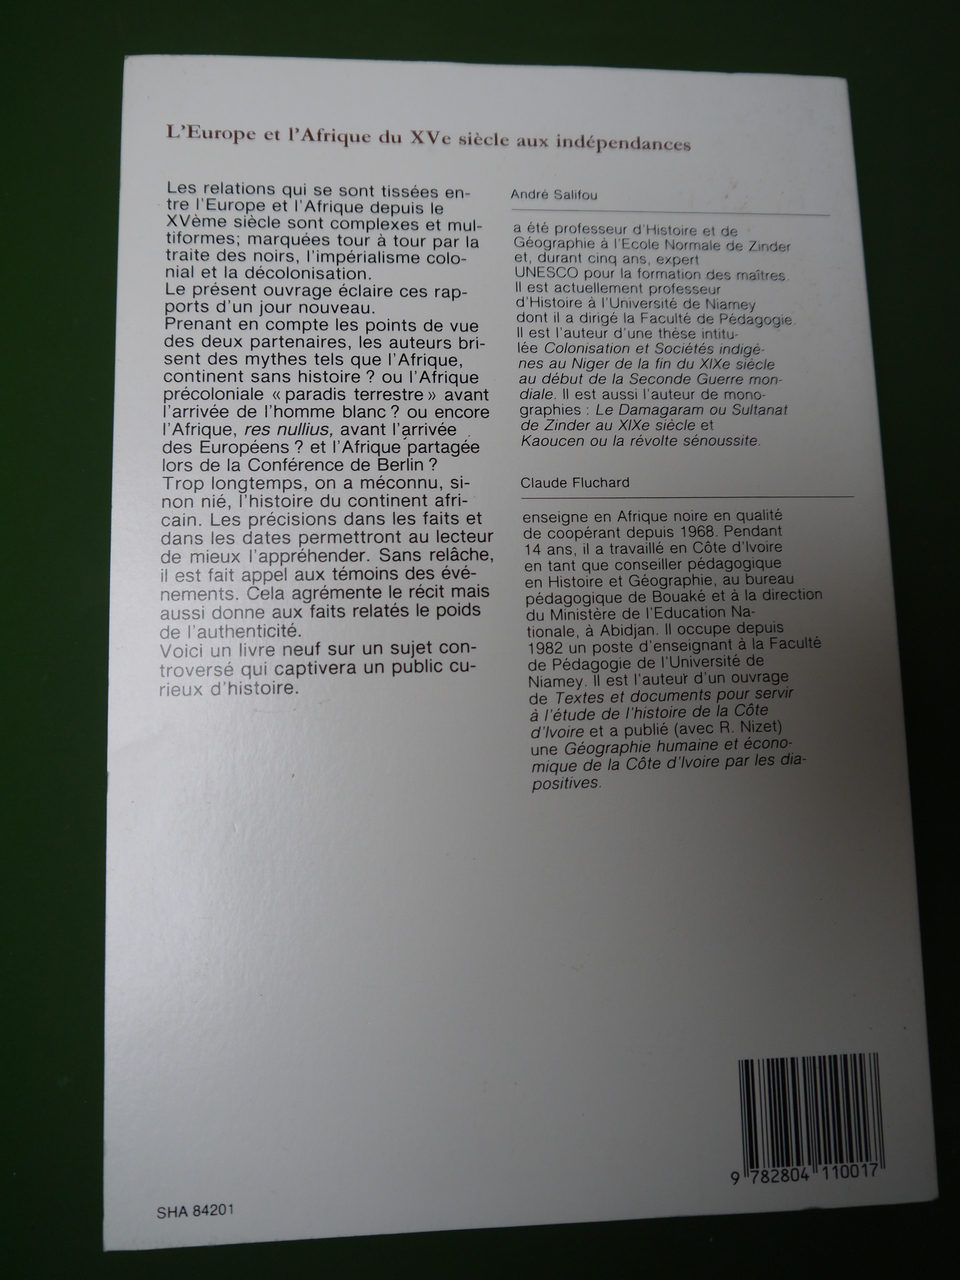 L'Europe et l'Afrique du XVe siècle aux indépendances
Les relations qui se sont tissées en-
tre l'Europe et l'Afrique depuis le
XVème siècle sont complexes et mul-
tiformes; marquées tour à tour par la
traite des noirs, l'impérialisme colo-
nial et la décolonisation.
Le présent ouvrage éclaire ces rap-
ports d'un jour nouveau.
Prenant en compte les points de vue
des deux partenaires, les auteurs bri-
sent des mythes tels que l'Afrique,
continent sans histoire ? ou l'Afrique
précoloniale « paradis terrestre » avant
l'arrivée de l'homme blanc ? ou encore
l'Afrique, res nullius, avant l'arrivée
des Européens ? et l'Afrique partagée
lors de la Conférence de Berlin ?
Trop longtemps, on a méconnu, si-
non nié, l'histoire du continent afri-
cain. Les précisions dans les faits et
dans les dates permettront au lecteur
de mieux l'appréhender. Sans relâche,
il est fait appel aux témoins des évé-
nements. Cela agrémente le récit mais
aussi donne aux faits relatés le poids
de l'authenticité.
Voici un livre neuf sur un sujet con-
troversé qui captivera un public cu-
rieux d'histoire.
André Salifou
a été professeur d'Histoire et de
Géographie à l'Ecole Normale de Zinder
et, durant cinq ans, expert
UNESCO pour la formation des maîtres.
Il est actuellement professeur
d'Histoire à l'Université de Niamey
dont il a dirigé la Faculté de Pédagogie.
Il est l'auteur d'une thèse intitu-
lée Colonisation et Sociétés indigè-
nes au Niger de la fin du XIXe siècle
au début de la Seconde Guerre mon-
diale. Il est aussi l'auteur de mono-
graphies : Le Damagaram ou Sultanat
de Zinder au XIXe siècle et
Kaoucen ou la révolte sénoussite.
Claude Fluchard
enseigne en Afrique noire en qualité
de coopérant depuis 1968. Pendant
14 ans, il a travaillé en Côte d'Ivoire
en tant que conseiller pédagogique
en Histoire et Géographie, au bureau
pédagogique de Bouaké et à la direction
du Ministère de l'Education Na-
tionale, à Abidjan. Il occupe depuis
1982 un poste d'enseignant à la Faculté
de Pédagogie de l'Université de
Niamey. Il est l'auteur d'un ouvrage
de Textes et documents pour servir
à l'étude de l'histoire de la Côte
d'Ivoire et a publié (avec R. Nizet)
une Géographie humaine et écono-
mique de la Côte d'Ivoire par les dia-
positives.
9 782804 110017
SHA 84201